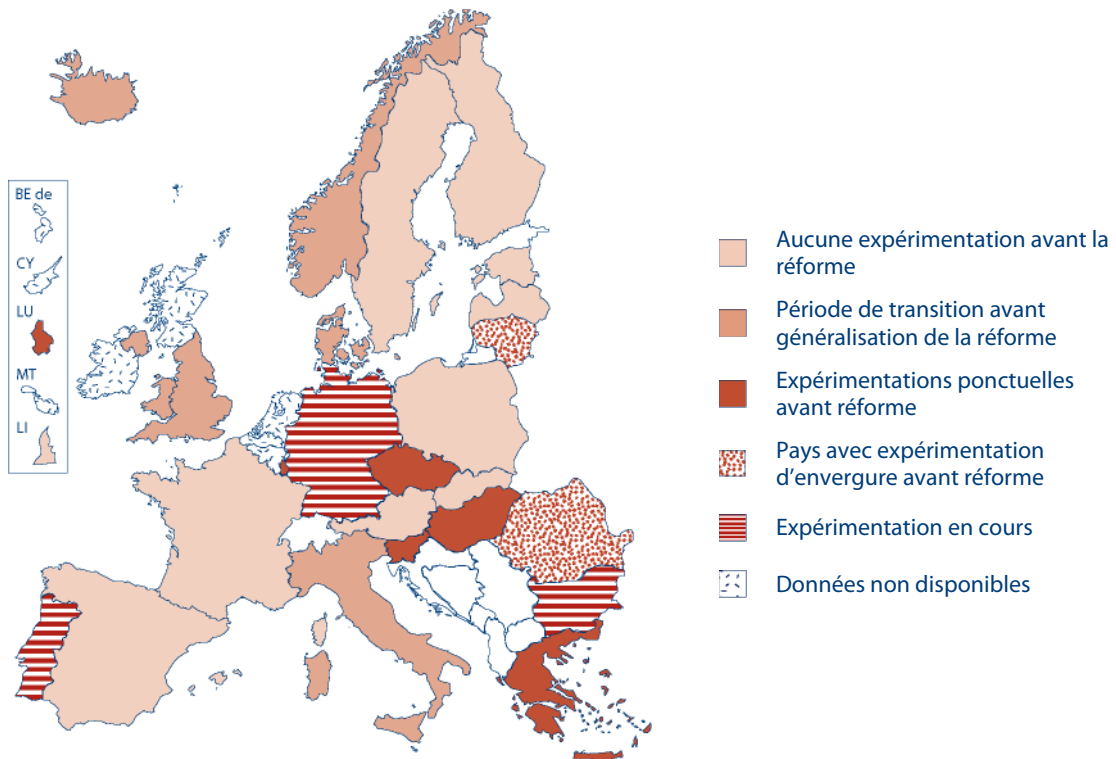 BE de
CY
LU
MT
LI
Aucune expérimentation avant la
réforme
Période de transition avant
généralisation de la réforme
Expérimentations ponctuelles
avant réforme
Pays avec expérimentation
d'envergure avant réforme
Expérimentation en cours
Données non disponibles